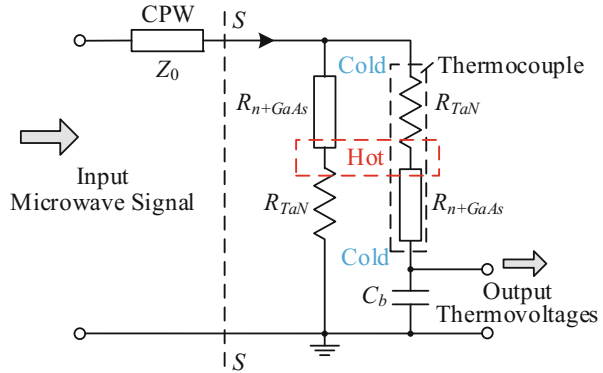 CPW
S
Z0
Cold
Thermocouple
Rn+GaAs
RTaN
Hot
Input
Microwave Signal
RTaN
Rn+GaAs
Cold
Cb
Output
Thermovoltages
S